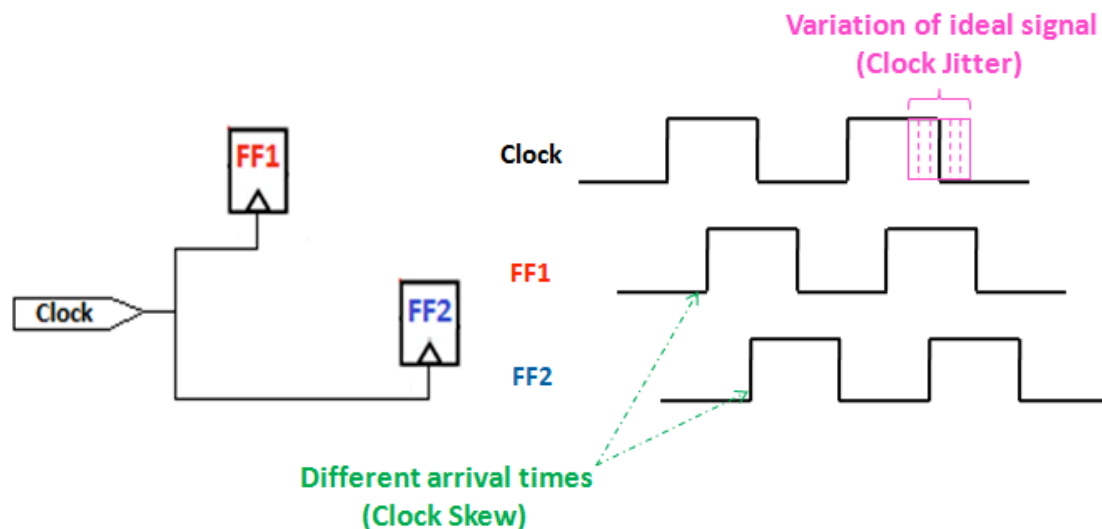 Variation of ideal signal
(Clock Jitter)
FF1
Clock
Clock
FF2
FF1
FF2
Different arrival times
(Clock Skew)